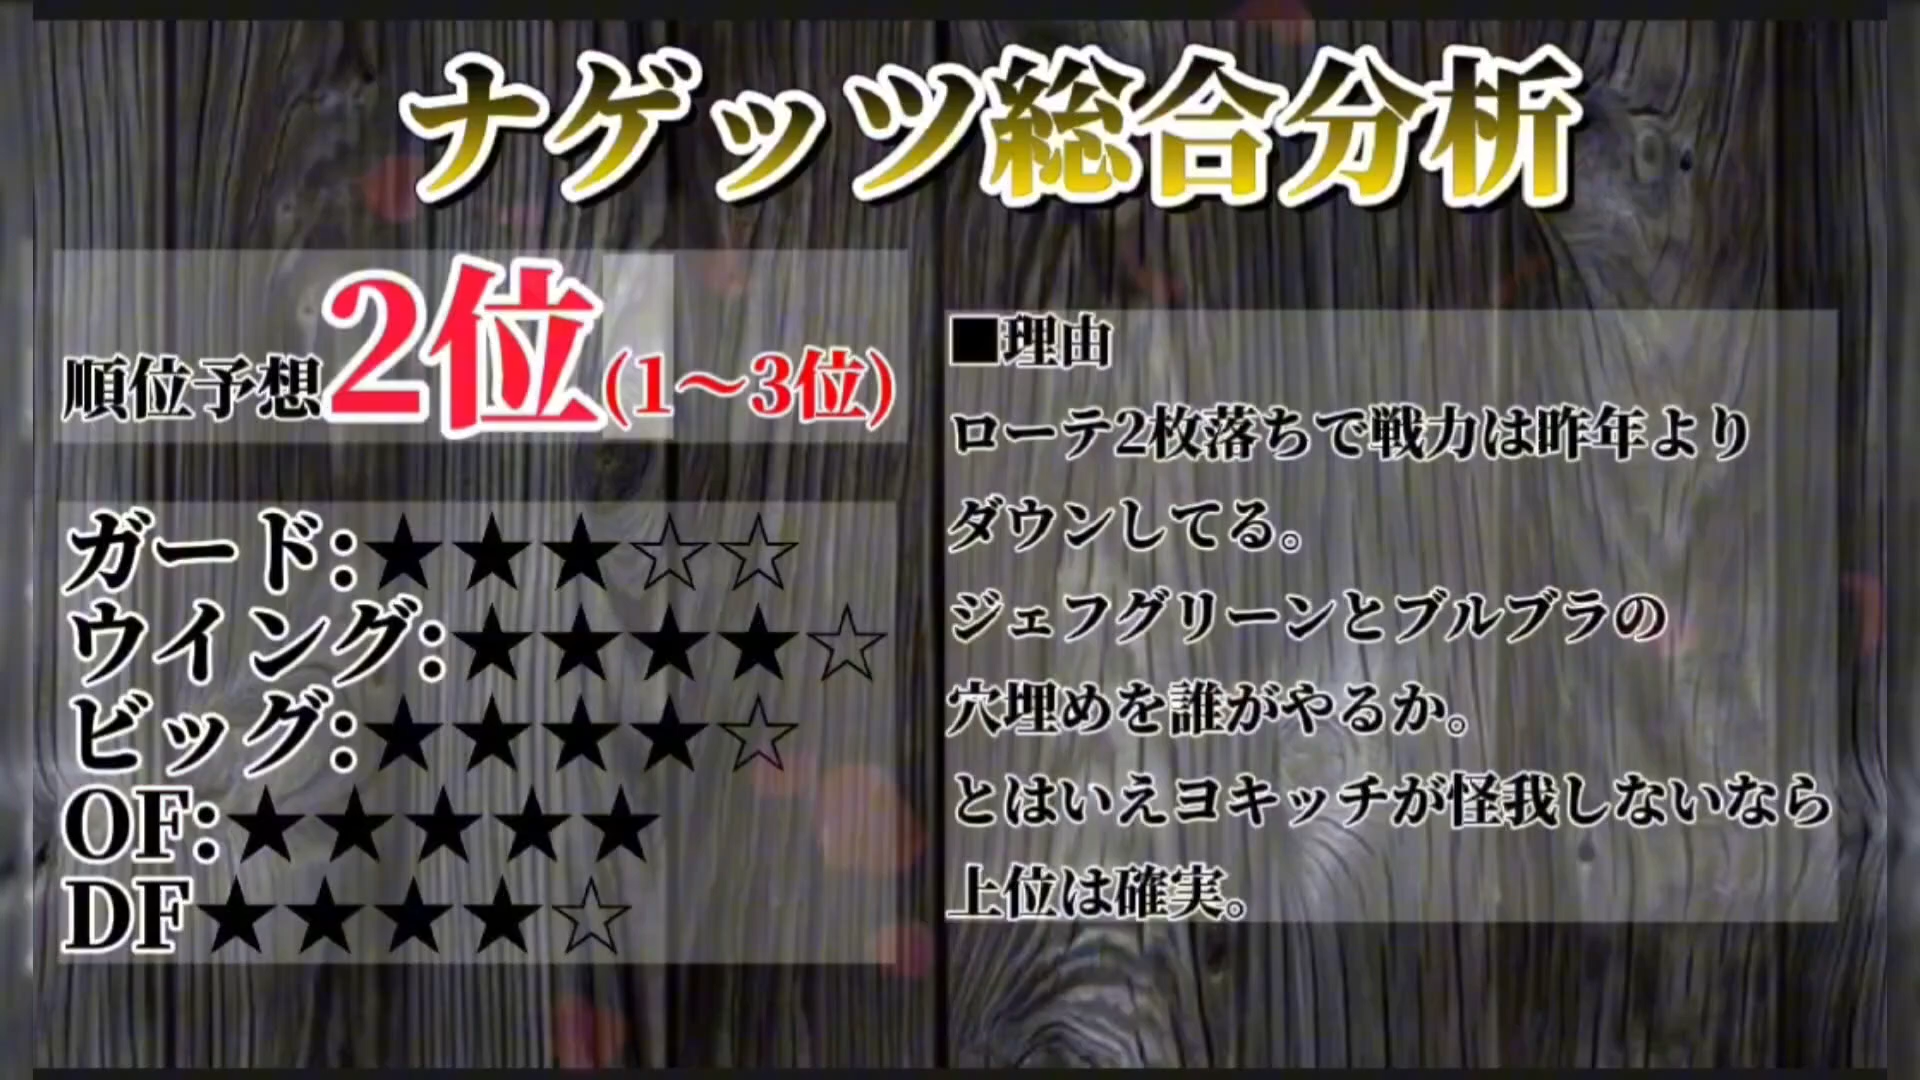 ナゲッツ総合分析
順位予想2位(1～3位)
ガード:★★★☆☆
ウイング:★★★★☆
ビッグ:★★★★☆
OF:★★★★★
DF★★★★☆
■理由
ローテ2枚落ちで戦力は昨年より
ダウンしてる。
ジェフグリーンとブルブラの
穴埋めを誰がやるか。
とはいえヨキッチが怪我しないなら
上位は確実。